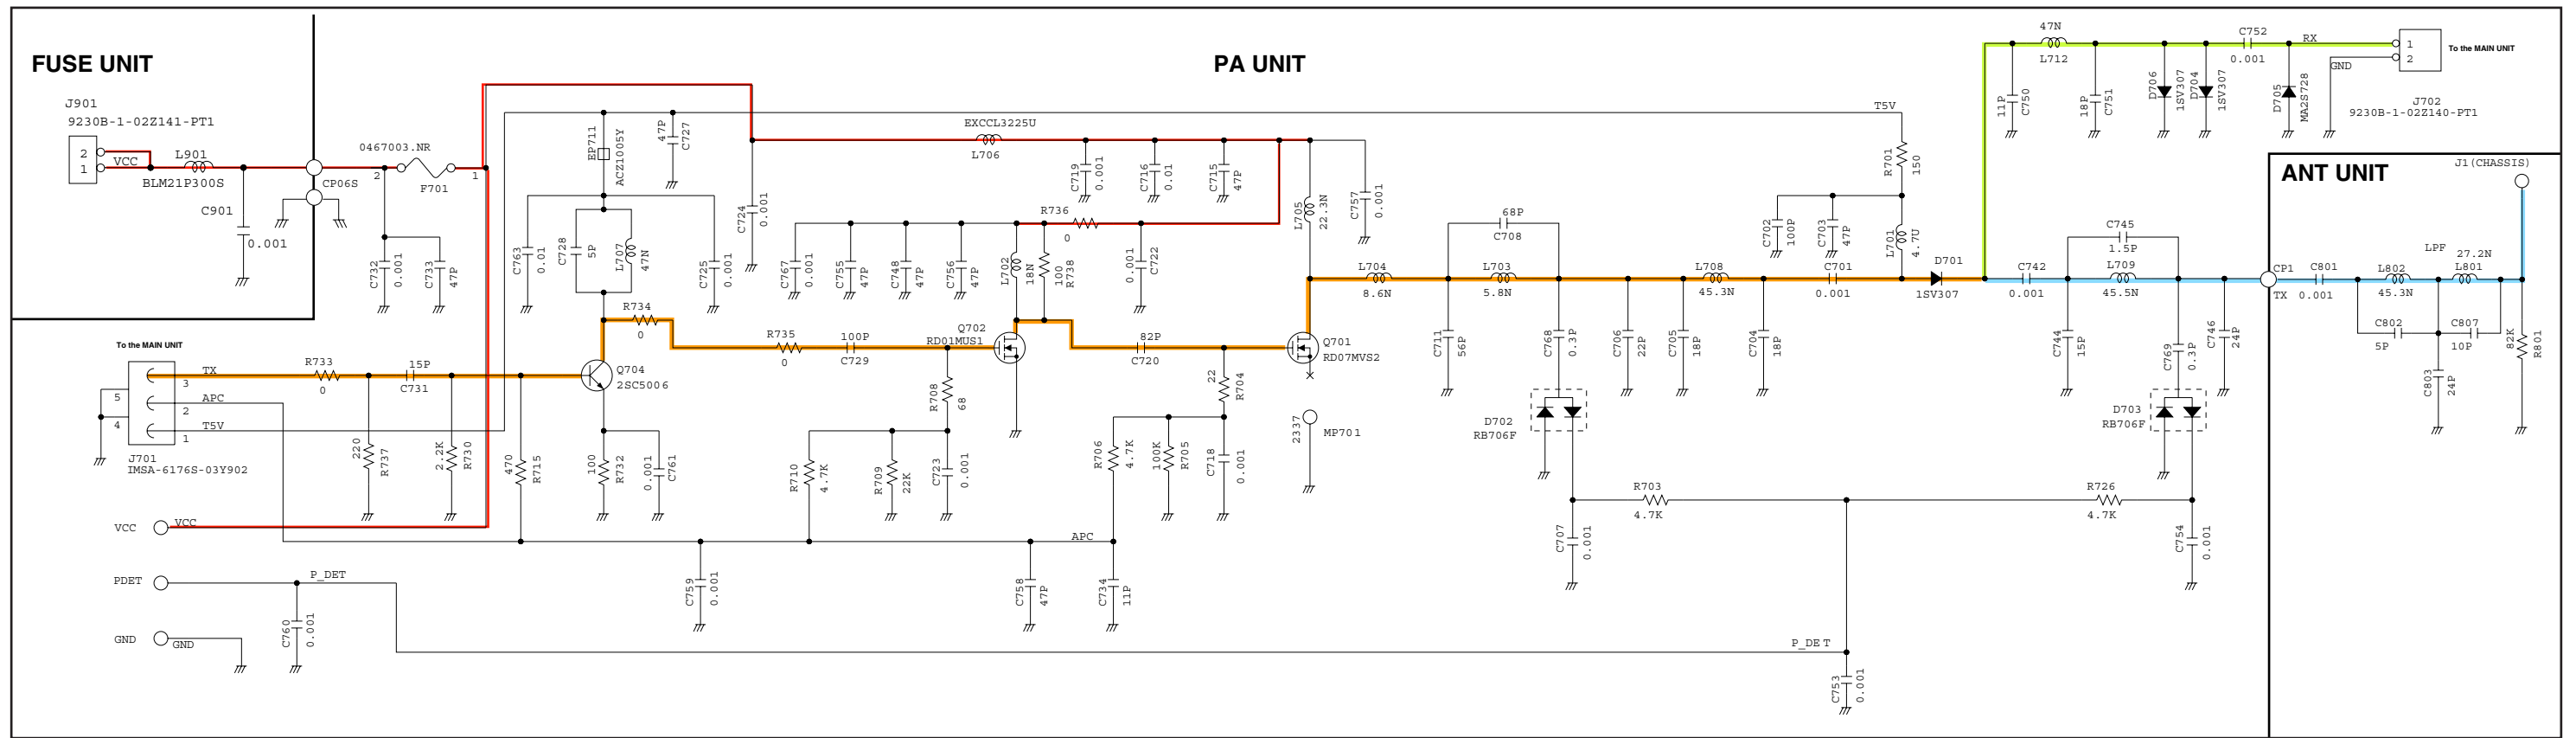 FUSE UNIT
J901
9230B-1-02Z141-PT1
2
1
VCC
L901
BLM21P300S
C901
0.001
CP06S
0467003.NR
2
F701
1
C732
0.001
C733
47P
PA UNIT
EP711
ACZ1005Y
47P
C727
C763
0.01
C728
5P
L707
47N
C725
0.001
C724
0.001
EXCCL3225U
L706
C719
0.001
C716
0.01
C715
47P
R736
0
C767
0.001
C755
47P
C748
47P
C756
47P
L702
18N
100
R738
0.001
C722
L705
22.3N
C757
0.001
T5V
R701
150
C702
100P
C703
47P
L701
4.7U
47N
L712
11P
C750
18P
C751
D706
1SV307
D704
1SV307
C752
0.001
D705
MA2S728
RX
GND
1
2
To the MAIN UNIT
J702
9230B-1-02Z140-PT1
ANT UNIT
J1(CHASSIS)
To the MAIN UNIT
TX
3
APC
2
T5V
1
5
4
J701
IMSA-6176S-03Y902
R733
0
15P
C731
220
R737
2.2K
R730
470
R715
Q704
2SC5006
R734
0
100
R732
0.001
C761
R735
0
100P
C729
Q702
RD01MUS1
R708
68
R710
4.7K
R709
22K
C723
0.001
82P
C720
22
R704
R706
4.7K
100K
R705
C718
0.001
Q701
RD07MVS2
2337
MP701
L704
8.6N
68P
C708
L703
5.8N
C711
56P
C768
0.3P
C706
22P
C705
18P
L708
45.3N
C704
18P
C701
0.001
D701
1SV307
C742
0.001
C745
1.5P
L709
45.5N
C744
15P
C769
0.3P
C746
24P
CP1
TX
C801
0.001
LPF
L802
45.3N
27.2N
L801
C802
5P
C807
10P
C803
24P
82K
R801
D702
RB706F
D703
RB706F
R703
4.7K
R726
4.7K
C707
0.001
C754
0.001
VCC
VCC
APC
C759
0.001
C758
47P
C734
11P
PDET
P_DET
C760
0.001
GND
GND
P_DET
C753
0.001